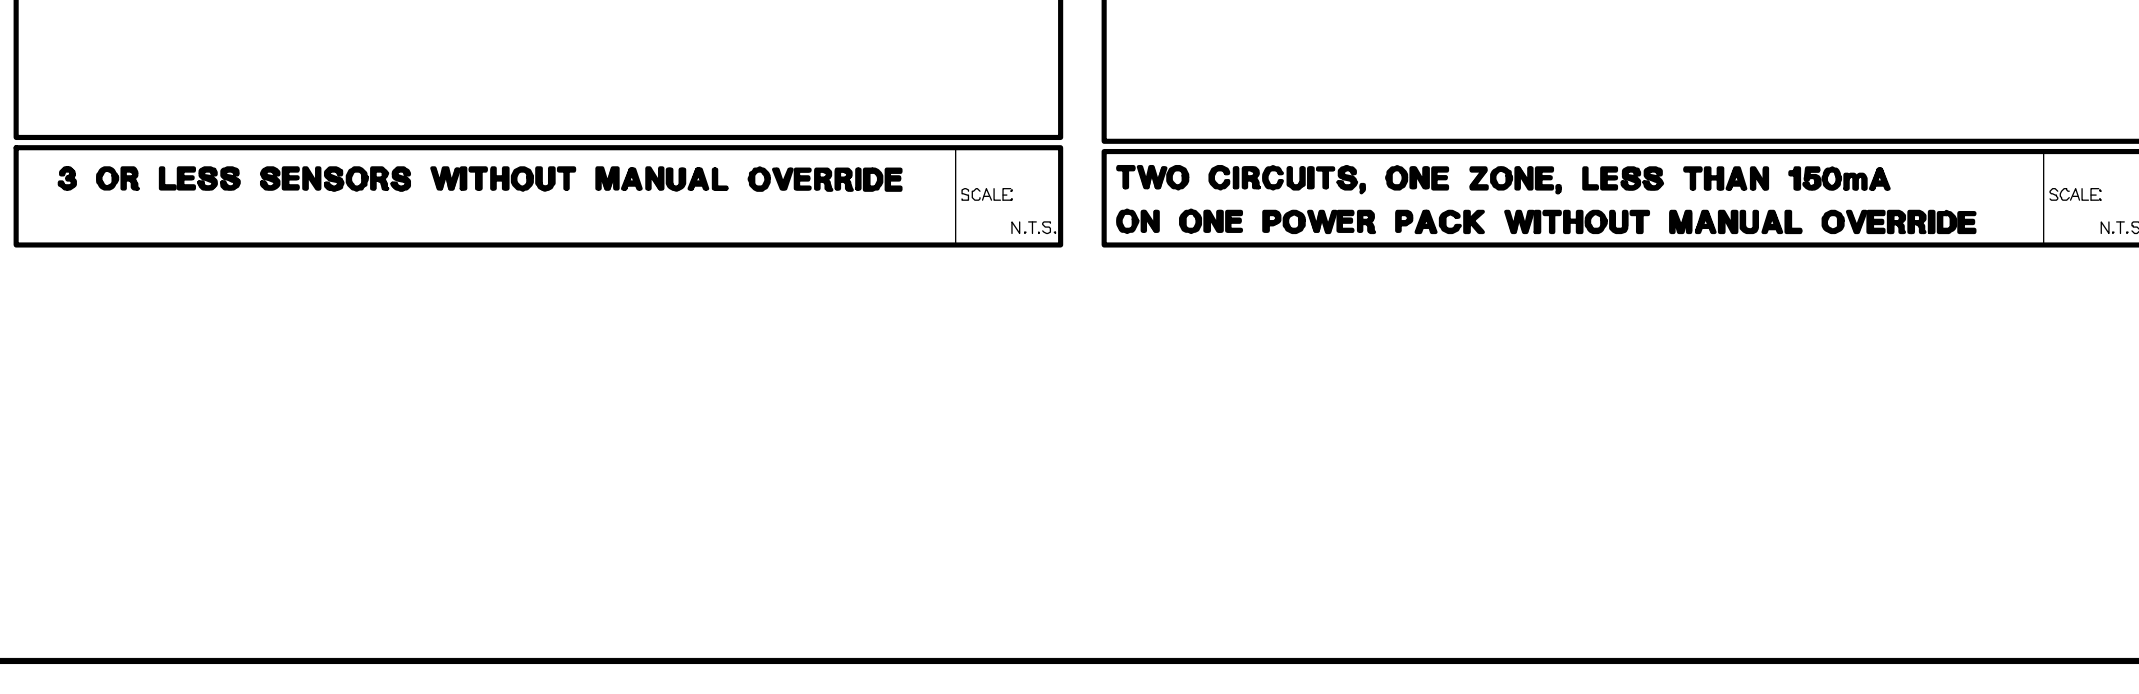 3 OR LESS SENSORS WITHOUT MANUAL OVERRIDE
SCALE:
N.T.S.
TWO CIRCUITS, ONE ZONE, LESS THAN 150mA
ON ONE POWER PACK WITHOUT MANUAL OVERRIDE
SCALE:
N.T.S